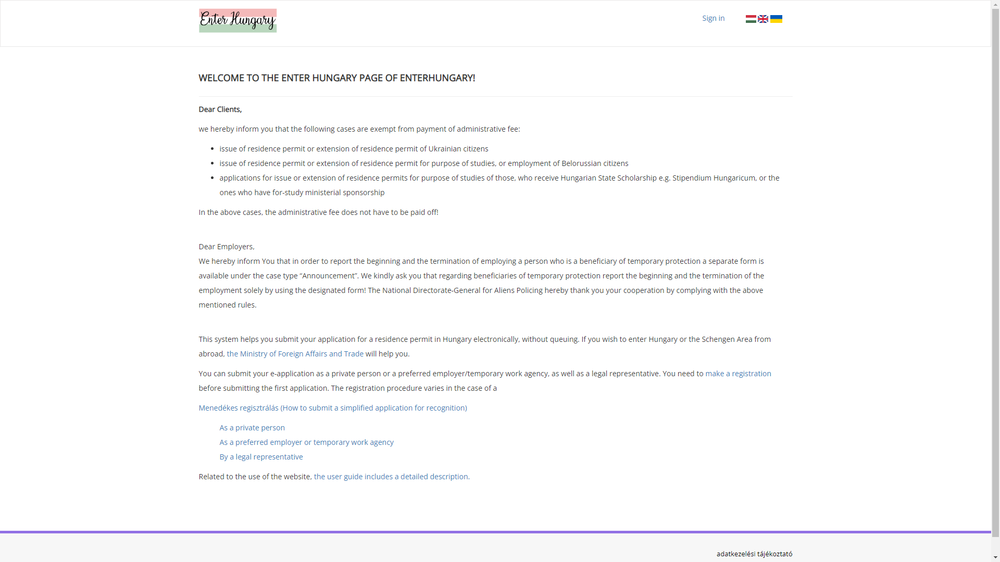 Enter Hungary
Sign in
WELCOME TO THE ENTER HUNGARY PAGE OF ENTERHUNGARY!
Dear Clients,
we hereby inform you that the following cases are exempt from payment of administrative fee:
issue of residence permit or extension of residence permit of Ukrainian citizens
issue of residence permit or extension of residence permit for purpose of studies, or employment of Belorussian citizens
applications for issue or extension of residence permits for purpose of studies of those, who receive Hungarian State Scholarship e.g. Stipendium Hungaricum, or the
ones who have for-study ministerial sponsorship
In the above cases, the administrative fee does not have to be paid off!
Dear Employers,
We hereby inform You that in order to report the beginning and the termination of employing a person who is a beneficiary of temporary protection a separate form is
available under the case type “Announcement”. We kindly ask you that regarding beneficiaries of temporary protection report the beginning and the termination of the
employment solely by using the designated form! The National Directorate-General for Aliens Policing hereby thank you your cooperation by complying with the above
mentioned rules.
This system helps you submit your application for a residence permit in Hungary electronically, without queuing. If you wish to enter Hungary or the Schengen Area from
abroad, the Ministry of Foreign Affairs and Trade will help you.
You can submit your e-application as a private person or a preferred employer/temporary work agency, as well as a legal representative. You need to make a registration
before submitting the first application. The registration procedure varies in the case of a
Menedékes regisztrálás (How to submit a simplified application for recognition)
As a private person
As a preferred employer or temporary work agency
By a legal representative
Related to the use of the website, the user guide includes a detailed description.
adatkezelési tájékoztató